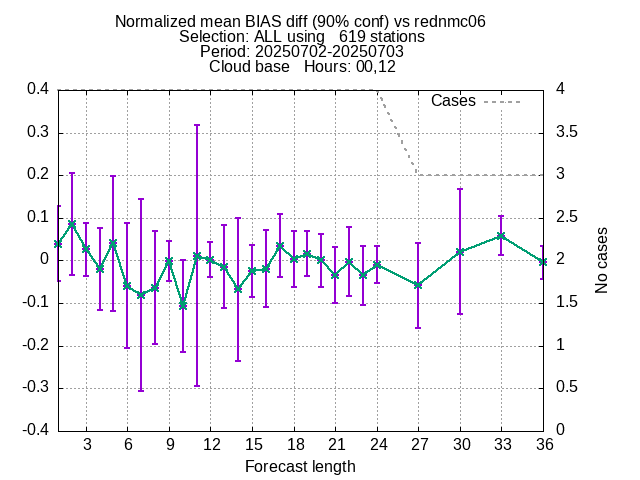 Normalized mean BIAS diff (90% conf) vs rednmc06
Selection: ALL using   619 stations
Period: 20250702-20250703
Cloud base   Hours: 00,12
Cases
0.4
0.3
0.2
0.1
0
-0.1
-0.2
-0.3
-0.4
4
3.5
3
2.5
2
1.5
1
0.5
0
No cases
3 6 9 12 15 18 21 24 27 30 33 36
Forecast length